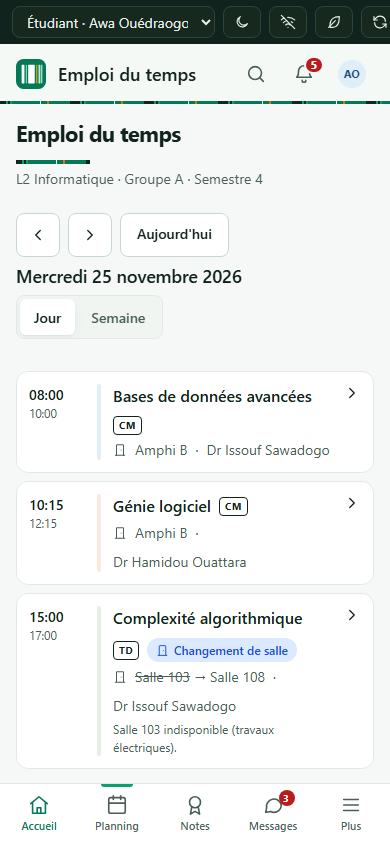 Étudiant · Awa Ouédraogo
Emploi du temps
5
AO
Emploi du temps
L2 Informatique · Groupe A · Semestre 4
Aujourd'hui
Mercredi 25 novembre 2026
Jour
Semaine
08:00
10:00
Bases de données avancées
CM
Amphi B · Dr Issouf Sawadogo
10:15
12:15
Génie logiciel CM
Amphi B ·
Dr Hamidou Ouattara
15:00
17:00
Complexité algorithmique
TD Changement de salle
Salle 103 → Salle 108 ·
Dr Issouf Sawadogo
Salle 103 indisponible (travaux
électriques).
3
Accueil
Planning
Notes
Messages
Plus